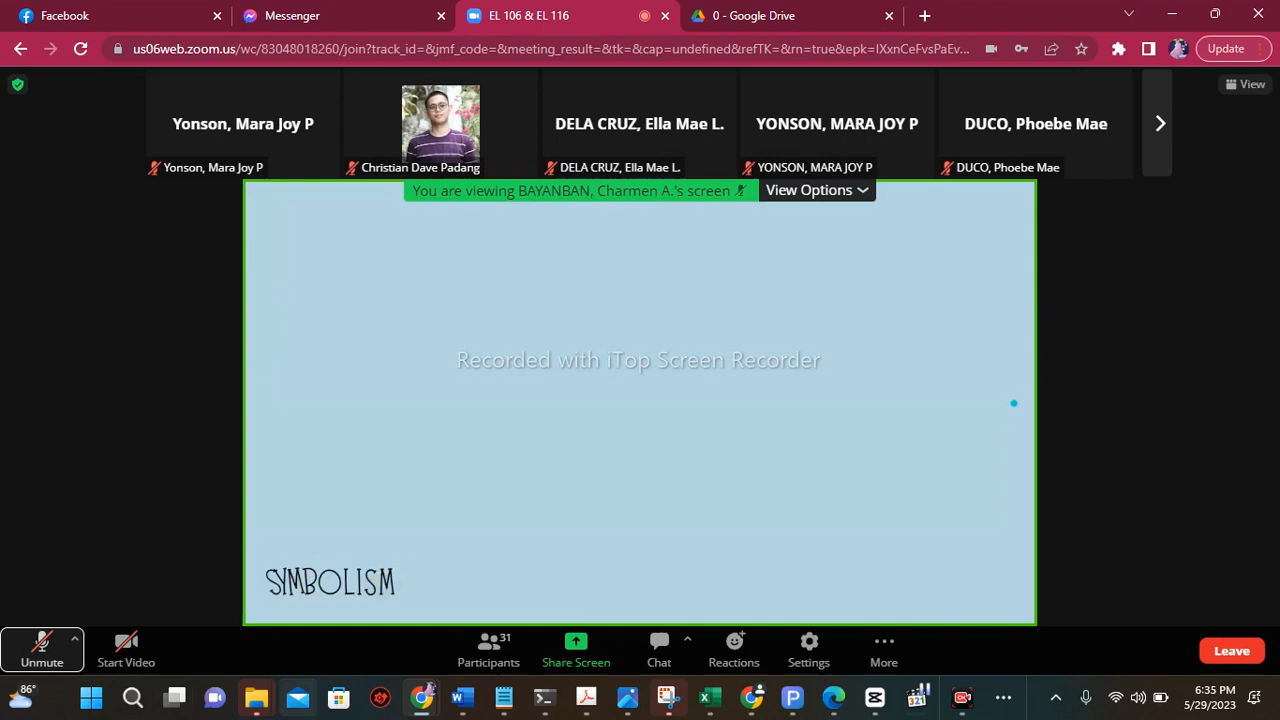 Facebook
Messenger
EL 106 & EL 116
0 - Google Drive
us06web.zoom.us/wc/83048018260/join?track_id=&jmf_code=&meeting_result=&tk=&cap=undefined&refTK=&rn=true&epk=IXxnCeFvsPaEv...
Update
View
Yonson, Mara Joy P
DELA CRUZ, Ella Mae L.
YONSON, MARA JOY P
DUCO, Phoebe Mae
Yonson, Mara Joy P
Christian Dave Padang
DELA CRUZ, Ella Mae L.
YONSON, MARA JOY P
DUCO, Phoebe Mae
You are viewing BAYANBAN, Charmen A.'s screen
View Options
Recorded with iTop Screen Recorder
SYMBOLISM
Unmute
Start Video
31
Participants
Share Screen
Chat
Reactions
Settings
More
Leave
86°
321
6:35 PM
5/29/2023